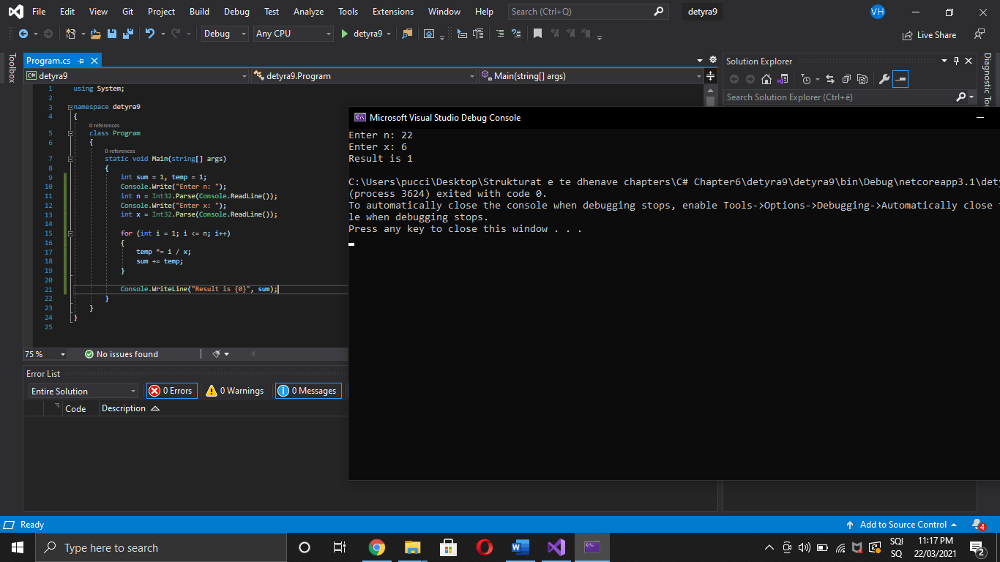 File Edit View Git Project Build Debug Test Analyze Tools Extensions Window Help Search (Ctrl+Q) detyra9 VH
Debug Any CPU detyra9 Live Share
Toolbox
Program.cs
detyra9 detyra9.Program Main(string[] args)
1 using System;
2
3 namespace detyra9
4 {
0 references
5 class Program
6 {
0 references
7 static void Main(string[] args)
8 {
9 int sum = 1, temp = 1;
10 Console.Write("Enter n: ");
11 int n = Int32.Parse(Console.ReadLine());
12 Console.Write("Enter x: ");
13 int x = Int32.Parse(Console.ReadLine());
14
15 for (int i = 1; i <= n; i++)
16 {
17 temp *= i / x;
18 sum += temp;
19 }
20
21 Console.WriteLine("Result is {0}", sum);
22 }
23 }
24 }
25
75 % No issues found
Error List
Entire Solution 0 Errors 0 Warnings 0 Messages
Code Description
Solution Explorer
Search Solution Explorer (Ctrl+ë)
Diagnostic
Microsoft Visual Studio Debug Console
Enter n: 22
Enter x: 6
Result is 1
C:\Users\pucci\Desktop\Strukturat e te dhenave chapters\C# Chapter6\detyra9\detyra9\bin\Debug\netcoreapp3.1\dety
(process 3624) exited with code 0.
To automatically close the console when debugging stops, enable Tools->Options->Debugging->Automatically close t
le when debugging stops.
Press any key to close this window . . .
Ready Add to Source Control 4
Type here to search
SQI 11:17 PM
SQ 22/03/2021 2